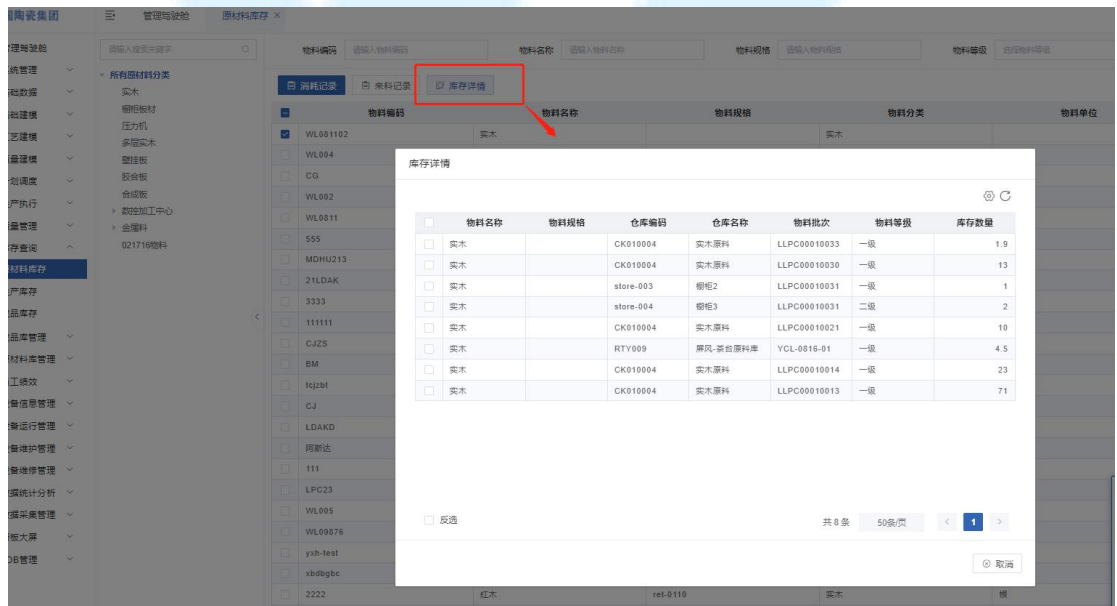 陶瓷集团 管理驾驶舱 原材料库存 ×
理驾驶舱
统管理
础数据
础建模
艺建模
量建模
划调度
产执行
量管理
存查询
材料库存
产库存
品库存
品库管理
材料库管理
工绩效
备信息管理
备运行管理
备维护管理
备维修管理
据统计分析
据采集管理
板大屏
DB管理
请输入搜索关键字
所有原材料分类
实木
橱柜板材
压力机
多层实木
壁挂板
胶合板
合成板
数控加工中心
金属料
021716物料
物料编码 请输入物料编码 物料名称 请输入物料名称 物料规格 请输入物料规格 物料等级 选择物料等级
消耗记录 来料记录 库存详情
物料编码 物料名称 物料规格 物料分类 物料单位
WL081102 实木 实木
WL004
CG
WL002
WL0811
555
MDHU213
21LDAK
3333
111111
CJZS
BM
tcjzbt
CJ
LDAKD
阿斯达
111
LPC23
WL005
WL09876
yxh-test
xbdbgbc
2222 红木 ret-0110 实木 根
库存详情
物料名称 物料规格 仓库编码 仓库名称 物料批次 物料等级 库存数量
实木 CK010004 实木原料 LLPC00010033 一级 1.9
实木 CK010004 实木原料 LLPC00010030 一级 13
实木 store-003 橱柜2 LLPC00010031 一级 1
实木 store-004 橱柜3 LLPC00010031 二级 2
实木 CK010004 实木原料 LLPC00010021 一级 10
实木 RTY009 屏风-茶台原料库 YCL-0816-01 一级 4.5
实木 CK010004 实木原料 LLPC00010014 一级 23
实木 CK010004 实木原料 LLPC00010013 一级 71
反选 共 8 条 50条/页 1
取消